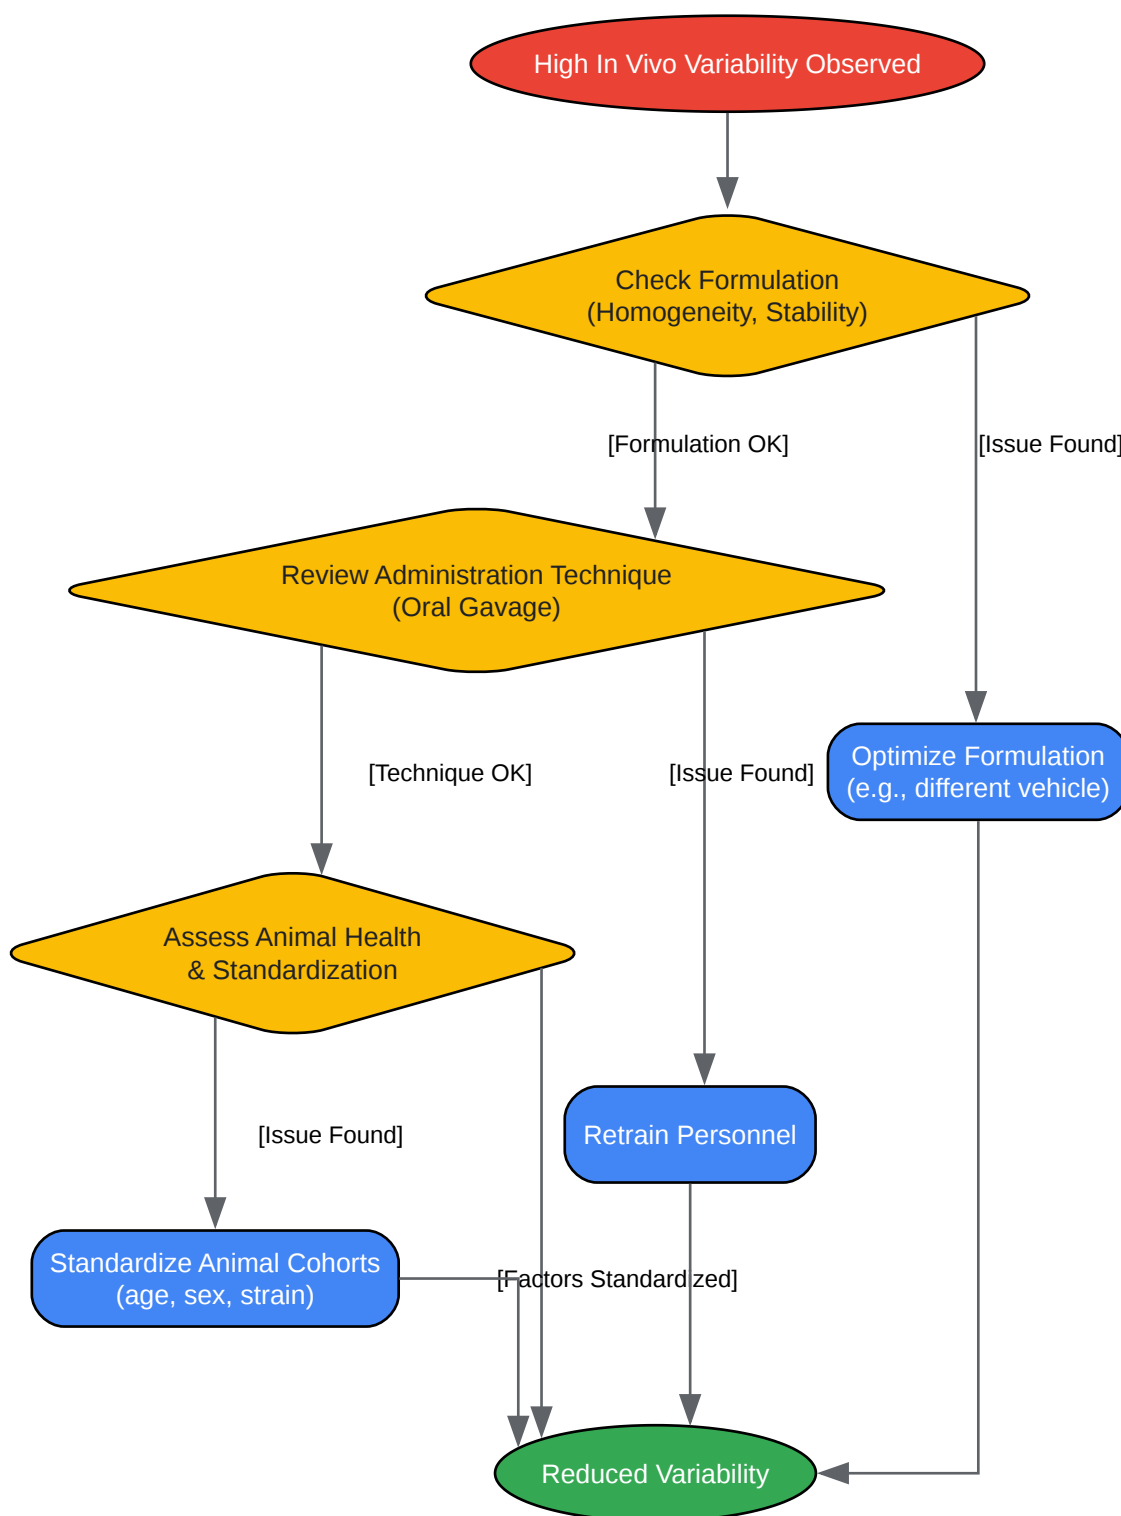 High In Vivo Variability Observed
Check Formulation
(Homogeneity, Stability)
[Formulation OK]
[Issue Found]
Review Administration Technique
(Oral Gavage)
[Technique OK]
[Issue Found]
Optimize Formulation
(e.g., different vehicle)
Assess Animal Health
& Standardization
[Issue Found]
Retrain Personnel
Standardize Animal Cohorts
(age, sex, strain)
[Factors Standardized]
Reduced Variability